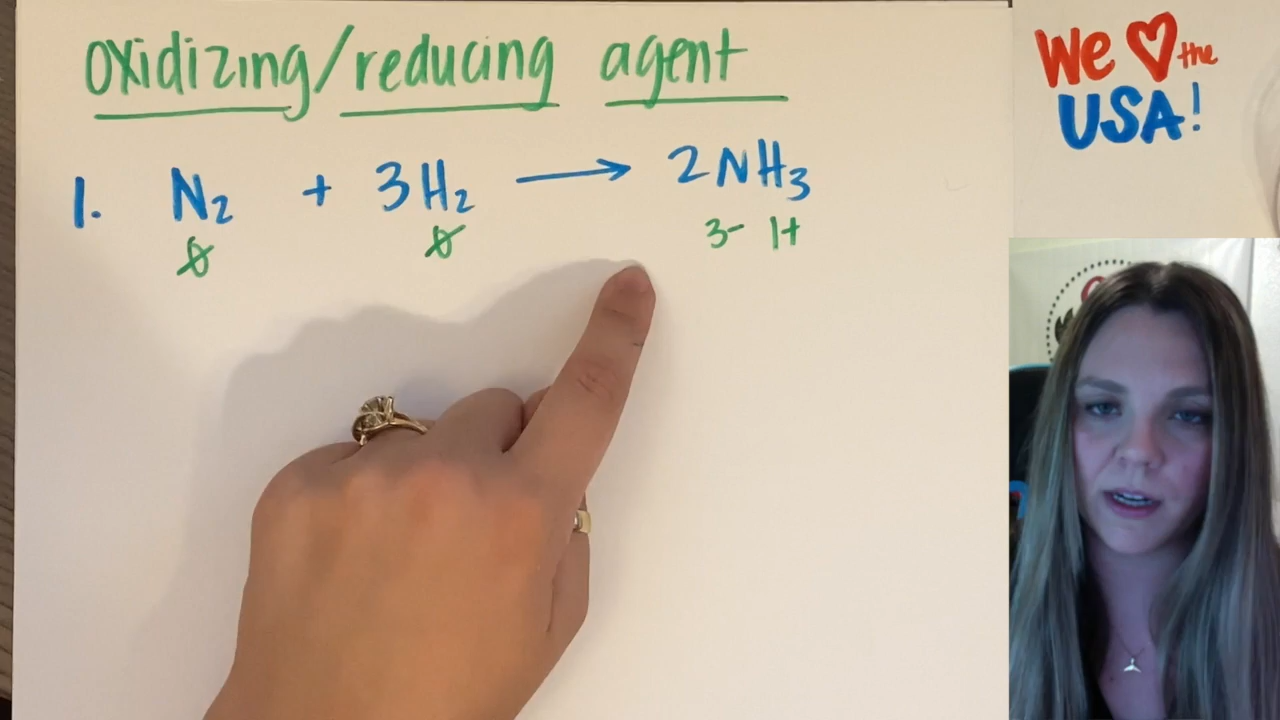 oxidizing/reducing agent
1. N₂ + 3H₂ → 2NH₃
0 0 3- 1+
We ♡ the
USA!